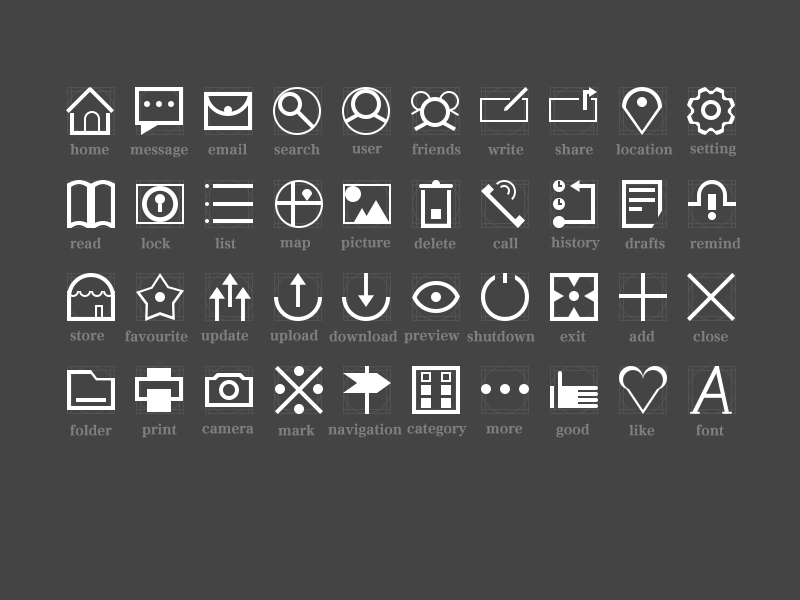 home message email search user friends write share location setting
read lock list map picture delete call history drafts remind
store favourite update upload download preview shutdown exit add close
folder print camera mark navigation category more good like font